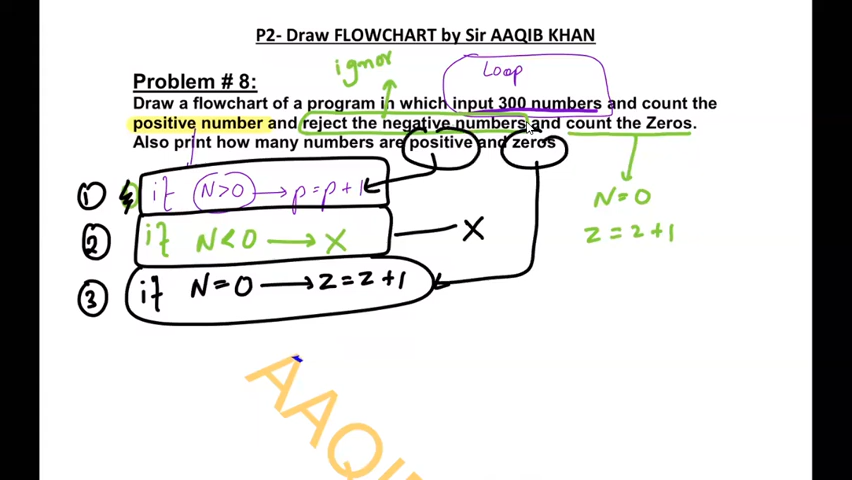 P2- Draw FLOWCHART by Sir AAQIB KHAN
ignor
Loop
Problem # 8:
Draw a flowchart of a program in which input 300 numbers and count the
positive number and reject the negative numbers and count the Zeros.
Also print how many numbers are positive and zeros
1 if N>0 → p=p+1
N=0
2 if N<0 → X X
z=z+1
3 if N=0 → z=z+1
AAQIB